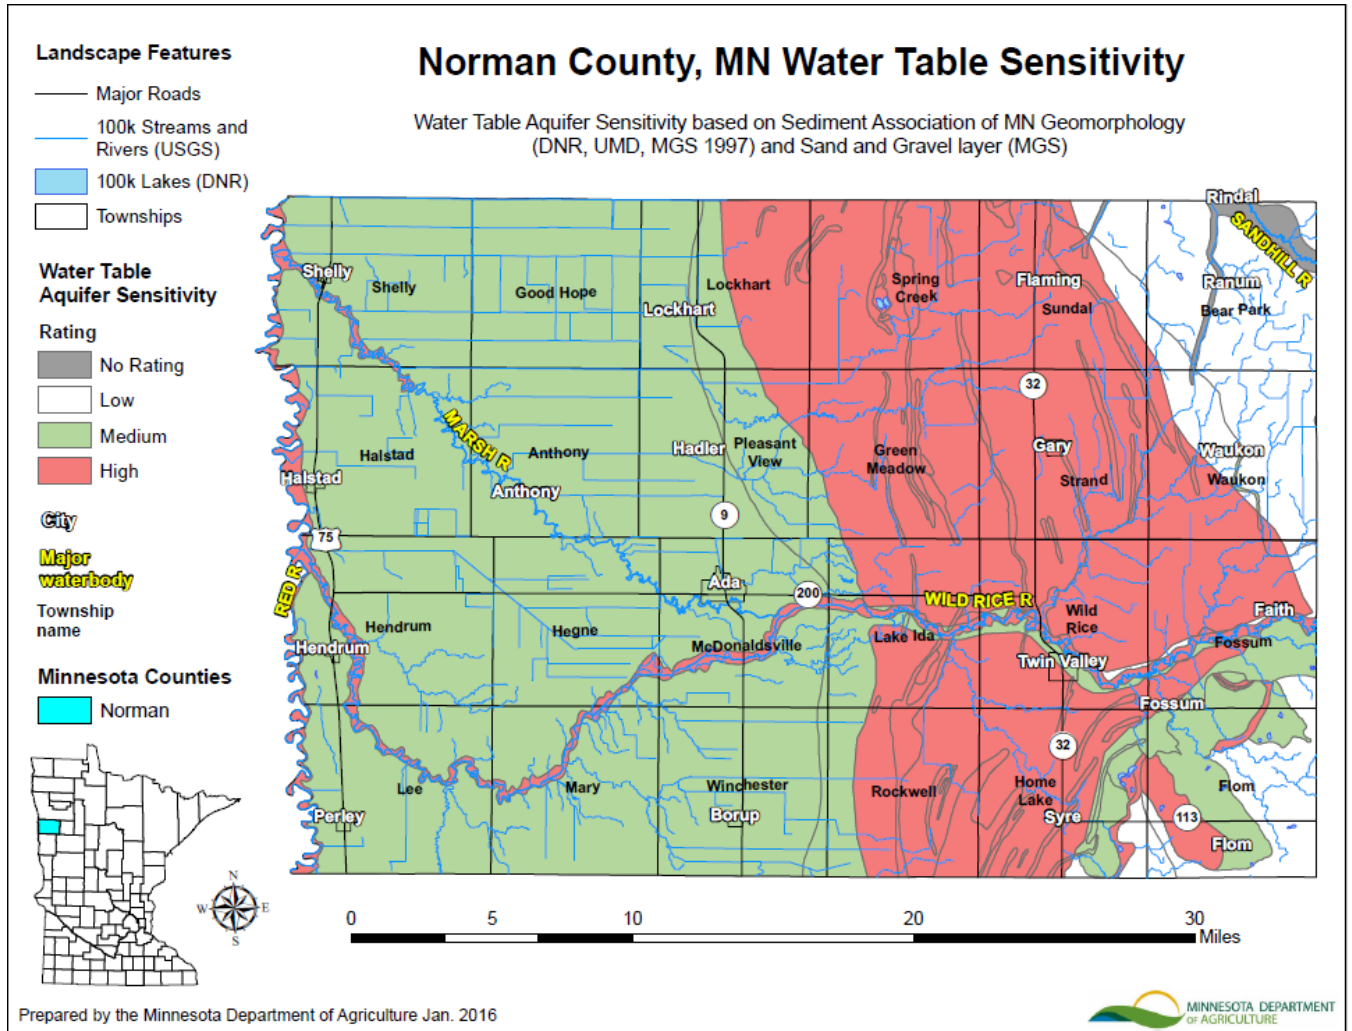 Norman County, MN Water Table Sensitivity
Water Table Aquifer Sensitivity based on Sediment Association of MN Geomorphology
(DNR, UMD, MGS 1997) and Sand and Gravel layer (MGS)
Landscape Features
Major Roads
100k Streams and
Rivers (USGS)
100k Lakes (DNR)
Townships
Water Table
Aquifer Sensitivity
Rating
No Rating
Low
Medium
High
City
Major
waterbody
Township
name
Minnesota Counties
Norman
Rindal
SANDHILL R
Shelly
Shelly
Good Hope
Lockhart
Lockhart
Spring
Creek
Flaming
Sundal
Ranum
Bear Park
32
MARSH R
Halstad
Halstad
Anthony
Anthony
Hadler
Pleasant
View
Green
Meadow
Gary
Strand
Waukon
Waukon
9
75
RED R
Ada
200
WILD RICE R
Wild
Rice
Faith
Hendrum
Hendrum
Hegne
McDonaldsville
Lake Ida
Twin Valley
Fossum
Fossum
32
Lee
Mary
Winchester
Rockwell
Home
Lake
Flom
Perley
Borup
Syre
113
Flom
N
W
E
S
0
5
10
20
30
Miles
Prepared by the Minnesota Department of Agriculture Jan. 2016
MINNESOTA DEPARTMENT
OF AGRICULTURE